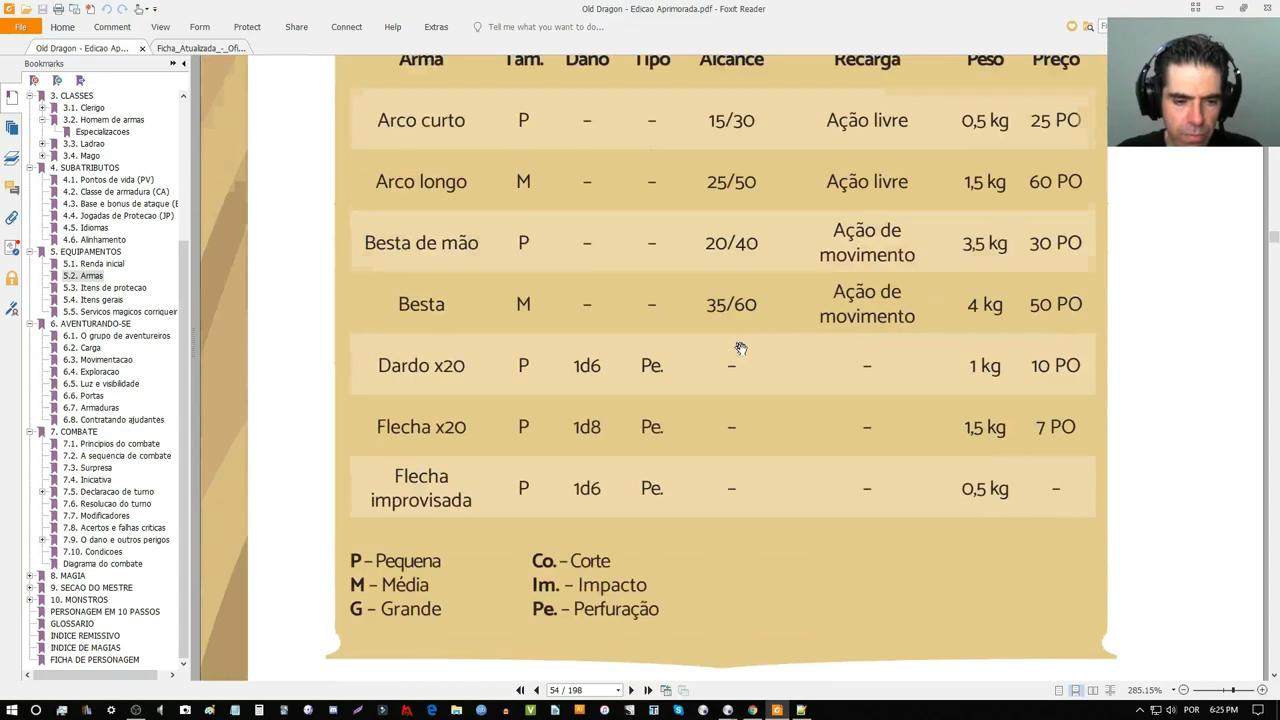 Old Dragon - Edicao Aprimorada.pdf - Foxit Reader
File Home Comment View Form Protect Share Connect Help Extras Tell me what you want to do...
Old Dragon - Edicao Ap... Ficha_Atualizada_-_Ofi...
Bookmarks
3. CLASSES
3.1. Clerigo
3.2. Homem de armas
Especializacoes
3.3. Ladrao
3.4. Mago
4. SUBATRIBUTOS
4.1. Pontos de vida (PV)
4.2. Classe de armadura (CA)
4.3. Base e bonus de ataque (E
4.4. Jogadas de Protecao (JP)
4.5. Idiomas
4.6. Alinhamento
5. EQUIPAMENTOS
5.1. Renda inicial
5.2. Armas
5.3. Itens de protecao
5.4. Itens gerais
5.5. Servicos magicos corriqueir
6. AVENTURANDO-SE
6.1. O grupo de aventureiros
6.2. Carga
6.3. Movimentacao
6.4. Exploracao
6.5. Luz e visibilidade
6.6. Portas
6.7. Armaduras
6.8. Contratando ajudantes
7. COMBATE
7.1. Principios do combate
7.2. A sequencia de combate
7.3. Surpresa
7.4. Iniciativa
7.5. Declaracao de turno
7.6. Resolucao do turno
7.7. Modificadores
7.8. Acertos e falhas criticas
7.9. O dano e outros perigos
7.10. Condicoes
Diagrama do combate
8. MAGIA
9. SECAO DO MESTRE
10. MONSTROS
PERSONAGEM EM 10 PASSOS
GLOSSARIO
INDICE REMISSIVO
INDICE DE MAGIAS
FICHA DE PERSONAGEM
Arma Tam. Dano Tipo Alcance Recarga Peso Preço
Arco curto P – – 15/30 Ação livre 0,5 kg 25 PO
Arco longo M – – 25/50 Ação livre 1,5 kg 60 PO
Besta de mão P – – 20/40 Ação de 3,5 kg 30 PO
movimento
Besta M – – 35/60 Ação de 4 kg 50 PO
movimento
Dardo x20 P 1d6 Pe. – – 1 kg 10 PO
Flecha x20 P 1d8 Pe. – – 1,5 kg 7 PO
Flecha
improvisada P 1d6 Pe. – – 0,5 kg –
P – Pequena Co. – Corte
M – Média Im. – Impacto
G – Grande Pe. – Perfuração
54 / 198 285.15%
POR 6:25 PM